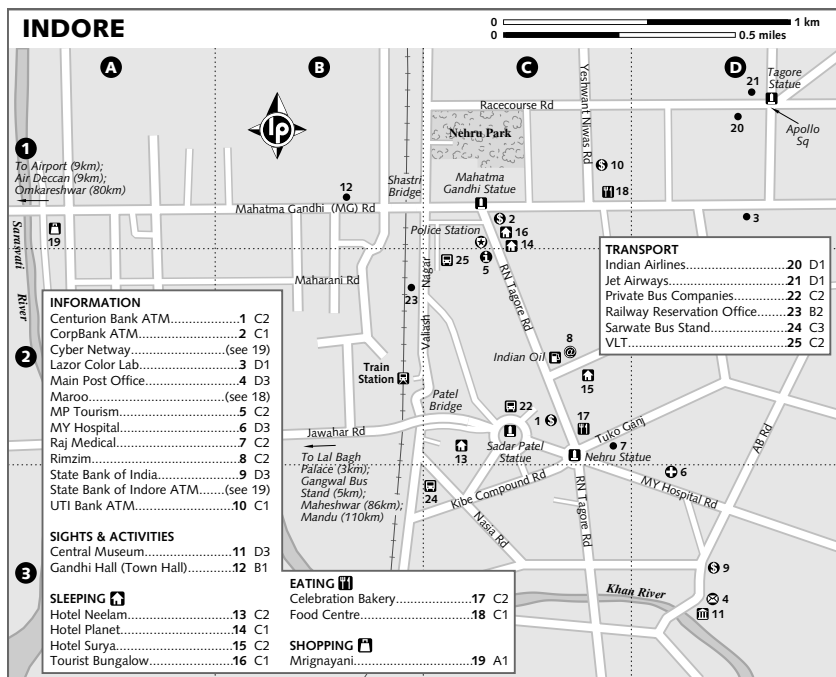 INDORE
0 1 km
0 0.5 miles
A
B
C
D
1
2
3
lp
Racecourse Rd
Yeshwant Niwas Rd
21
Tagore
Statue
20
Apollo
Sq
Nehru Park
To Airport (9km);
Air Deccan (9km);
Omkareshwar (80km)
12
Shastri
Bridge
Mahatma
Gandhi Statue
10
18
Mahatma Gandhi (MG) Rd
2
3
19
Police Station
16
14
Sarasvati
River
25
5
Maharani Rd
23
Vallash Nagar
RN Tagore Rd
8
Indian Oil
15
Train
Station
Patel
Bridge
22
1
17
Jawahar Rd
Sadar Patel
Statue
Tuko Ganj
7
Nehru Statue
13
AB Rd
To Lal Bagh
Palace (3km);
Gangwal Bus
Stand (5km);
Maheshwar (86km);
Mandu (110km)
24
Kibe Compound Rd
6
MY Hospital Rd
Nasia Rd
RN Tagore Rd
9
Khan River
4
11
TRANSPORT
Indian Airlines 20 D1
Jet Airways 21 D1
Private Bus Companies 22 C2
Railway Reservation Office 23 B2
Sarwate Bus Stand 24 C3
VLT 25 C2
INFORMATION
Centurion Bank ATM 1 C2
CorpBank ATM 2 C1
Cyber Netway (see 19)
Lazor Color Lab 3 D1
Main Post Office 4 D3
Maroo (see 18)
MP Tourism 5 C2
MY Hospital 6 D3
Raj Medical 7 C2
Rimzim 8 C2
State Bank of India 9 D3
State Bank of Indore ATM (see 19)
UTI Bank ATM 10 C1
SIGHTS & ACTIVITIES
Central Museum 11 D3
Gandhi Hall (Town Hall) 12 B1
SLEEPING
Hotel Neelam 13 C2
Hotel Planet 14 C1
Hotel Surya 15 C2
Tourist Bungalow 16 C1
EATING
Celebration Bakery 17 C2
Food Centre 18 C1
SHOPPING
Mrignayani 19 A1